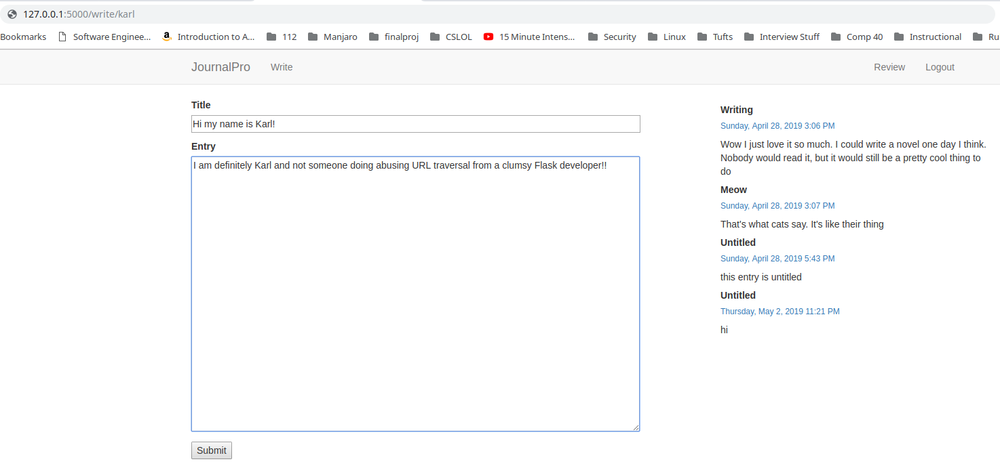 127.0.0.1:5000/write/karl
Bookmarks Software Enginee... Introduction to A... 112 Manjaro finalproj CSLOL 15 Minute Intens... Security Linux Tufts Interview Stuff Comp 40 Instructional Ru
JournalPro Write Review Logout
Title
Hi my name is Karl!
Entry
I am definitely Karl and not someone doing abusing URL traversal from a clumsy Flask developer!!
Submit
Writing
Sunday, April 28, 2019 3:06 PM
Wow I just love it so much. I could write a novel one day I think.
Nobody would read it, but it would still be a pretty cool thing to
do
Meow
Sunday, April 28, 2019 3:07 PM
That's what cats say. It's like their thing
Untitled
Sunday, April 28, 2019 5:43 PM
this entry is untitled
Untitled
Thursday, May 2, 2019 11:21 PM
hi